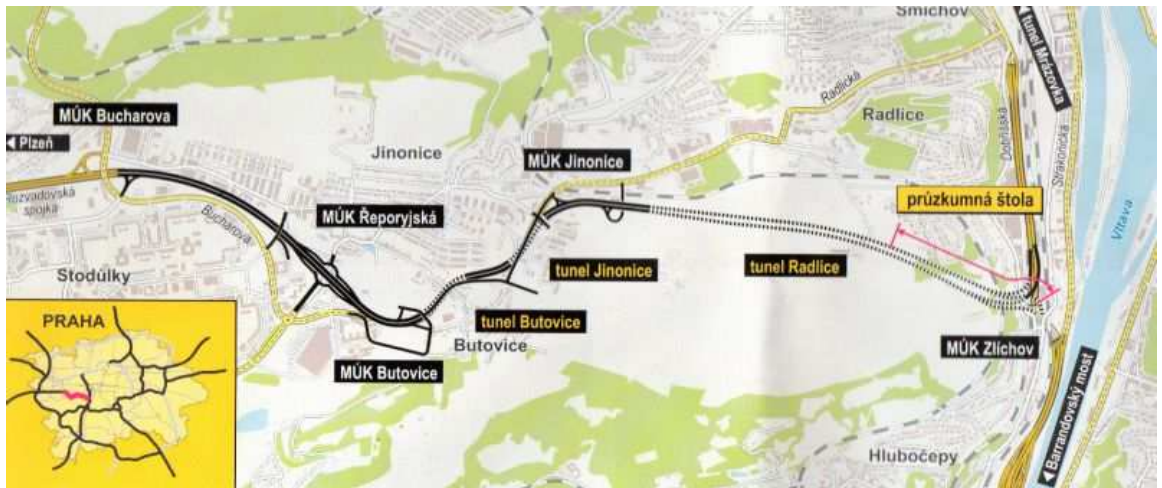 Smíchov
tunel Mrázovka
MÚK Bucharova
Plzeň
Radlická
Radlice
Jinonice
MÚK Jinonice
Dobříšská
Strakonická
Rozvadovská
spojka
Bucharova
MÚK Řeporyjská
průzkumná štola
Vltava
Stodůlky
tunel Jinonice
tunel Radlice
PRAHA
tunel Butovice
Butovice
MÚK Zlíchov
MÚK Butovice
Barrandovský most
Hlubočepy